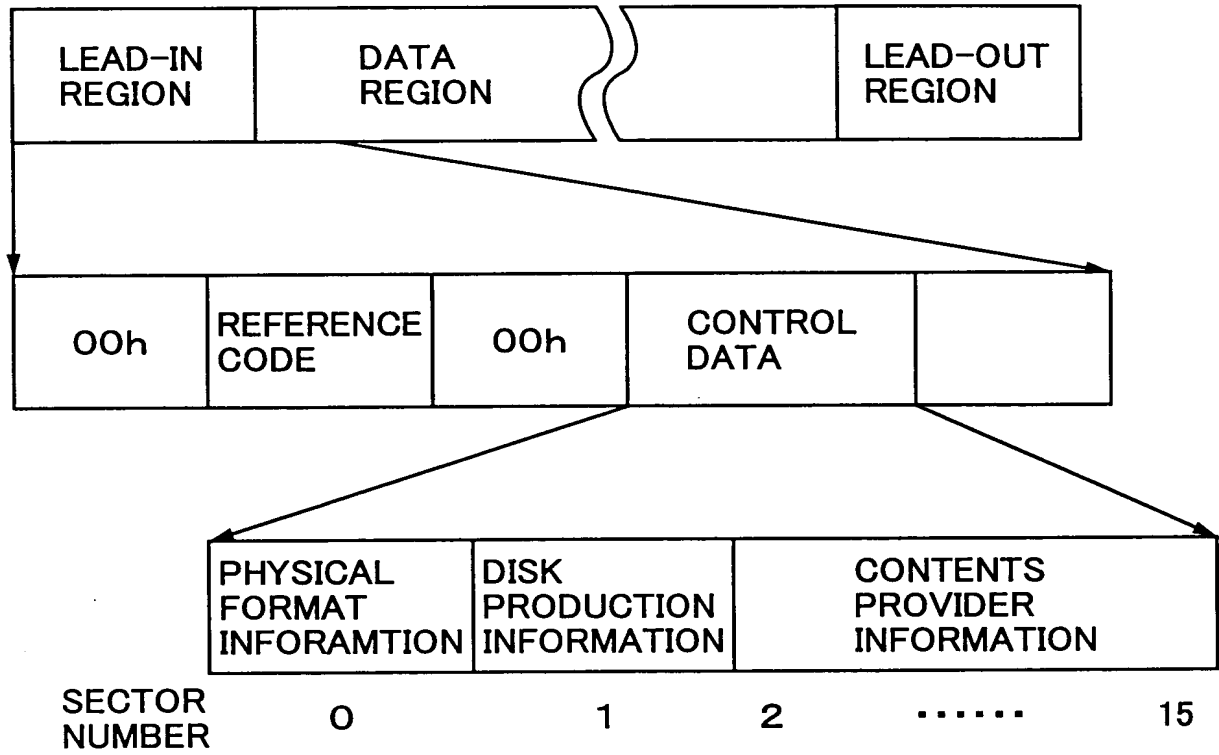 LEAD-IN
REGION
DATA
REGION
LEAD-OUT
REGION
00h
REFERENCE
CODE
00h
CONTROL
DATA
PHYSICAL
FORMAT
INFORAMTION
DISK
PRODUCTION
INFORMATION
CONTENTS
PROVIDER
INFORMATION
SECTOR
NUMBER
0 1 2 ······ 15